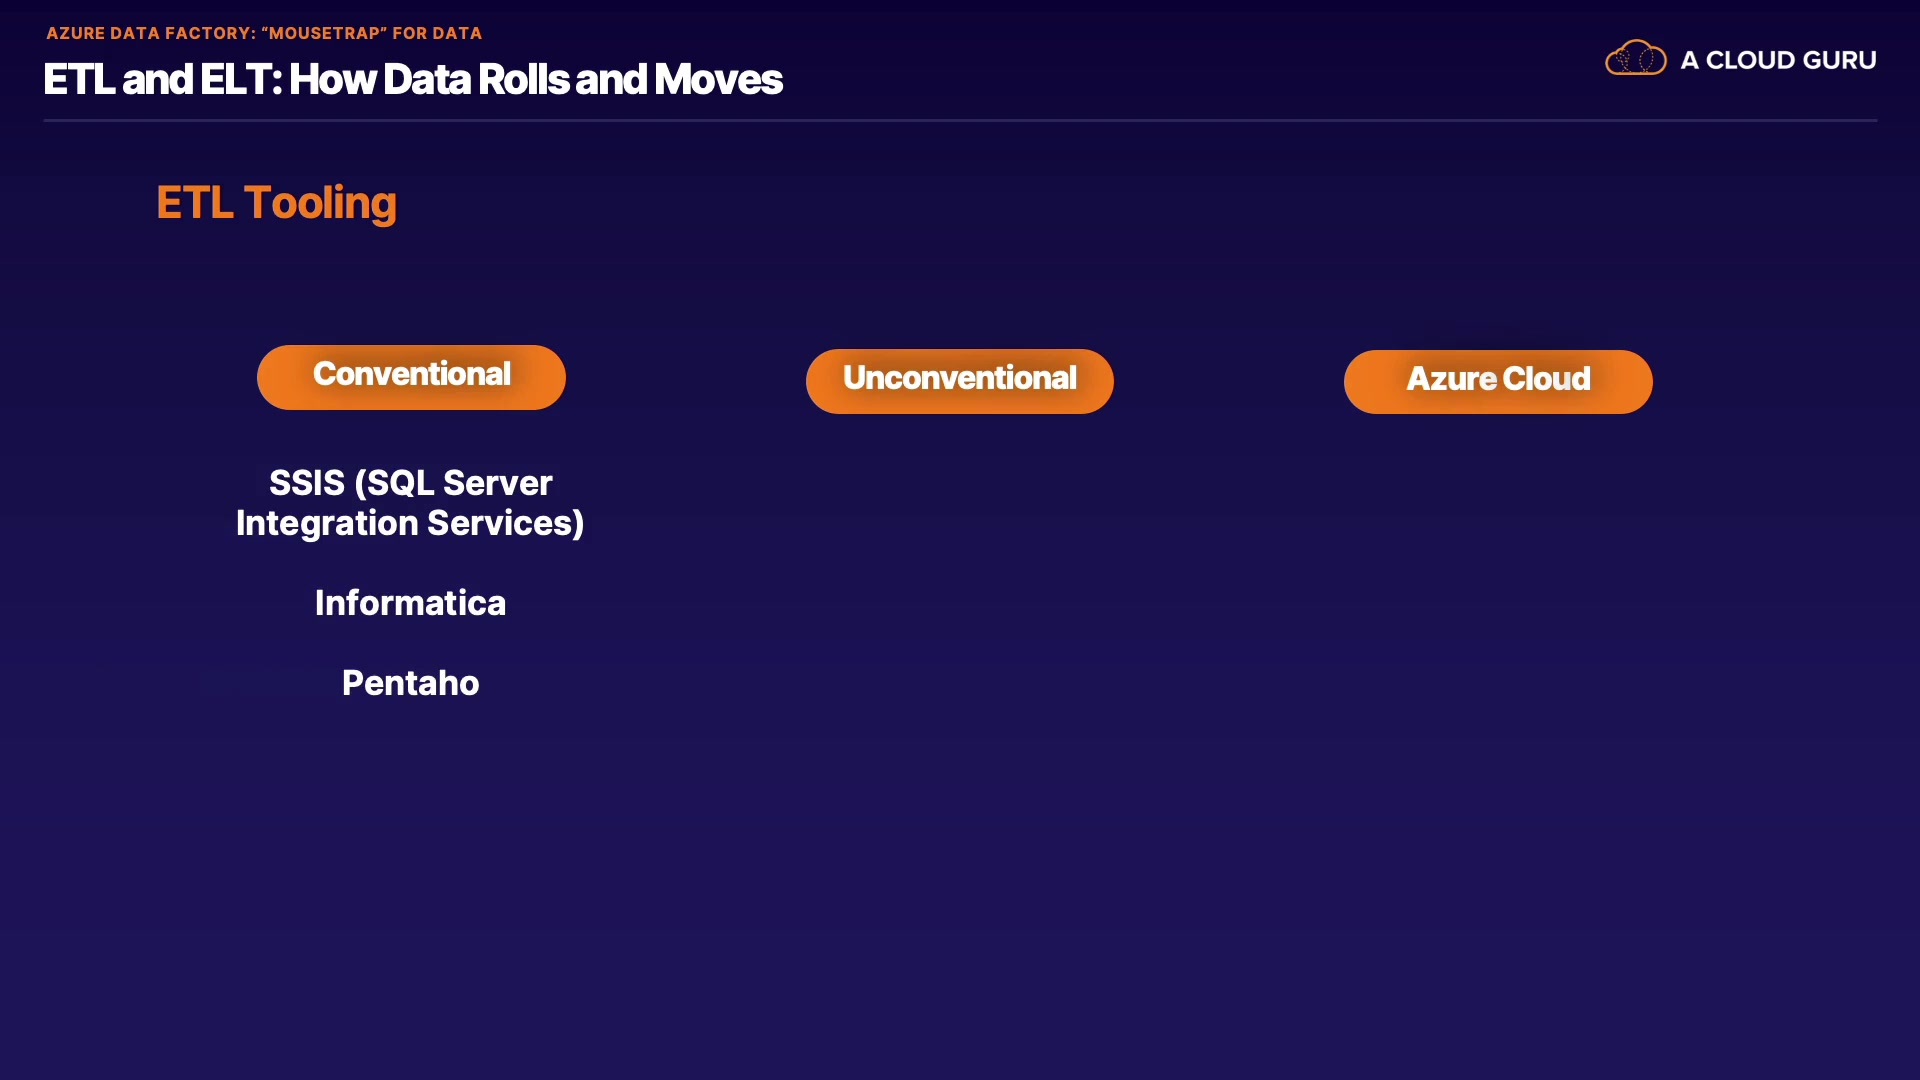 AZURE DATA FACTORY: “MOUSETRAP” FOR DATA
ETL and ELT: How Data Rolls and Moves
A CLOUD GURU
ETL Tooling
Conventional
Unconventional
Azure Cloud
SSIS (SQL Server
Integration Services)
Informatica
Pentaho